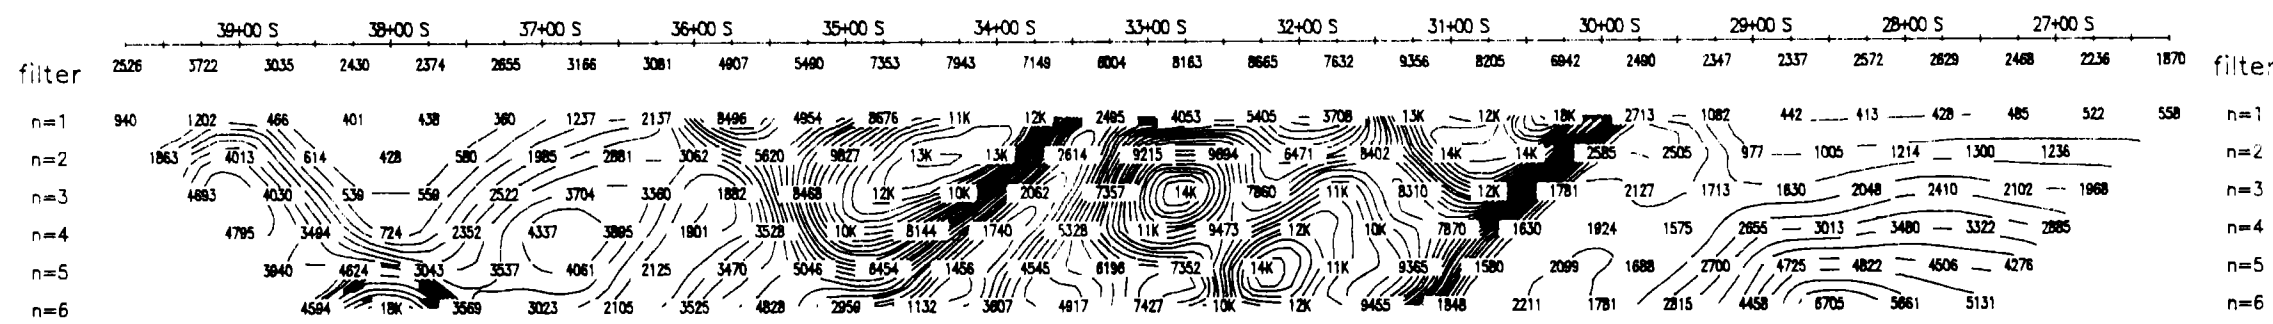 39+00 S 38+00 S 37+00 S 36+00 S 35+00 S 34+00 S 33+00 S 32+00 S 31+00 S 30+00 S 29+00 S 28+00 S 27+00 S
filter 2526 3722 3035 2430 2374 2655 3166 3081 4907 5490 7353 7943 7149 8004 8163 8665 7632 9356 8205 6942 2490 2347 2337 2572 2629 2468 2236 1870 filter
n=1 940 1202 466 401 438 360 1237 2137 8496 4954 8676 11K 12K 2495 4053 5405 3708 13K 12K 18K 2713 1082 442 413 428 485 522 558 n=1
n=2 1863 4013 614 428 580 1985 2881 3062 5620 9827 13K 13K 2614 9215 9894 6471 8402 14K 14K 2585 2505 977 1005 1214 1300 1236 n=2
n=3 4693 4030 539 559 2522 3704 3360 1882 8468 12K 10K 2062 7357 14K 7860 11K 8310 12K 1781 2127 1713 1630 2048 2410 2102 1968 n=3
n=4 4795 3494 724 2352 4337 3895 1901 3528 10K 8144 1740 5328 11K 9473 12K 10K 7870 1630 1924 1575 2655 3013 3480 3322 2885 n=4
n=5 3940 4624 3043 3537 4061 2125 3470 5046 8454 1456 4545 6196 7352 14K 11K 9365 1580 2099 1688 2700 4725 4822 4506 4276 n=5
n=6 4594 18K 3569 3023 2105 3525 4828 2959 1132 3607 4917 7427 10K 12K 9455 1848 2211 1781 2815 4458 6705 5661 5131 n=6